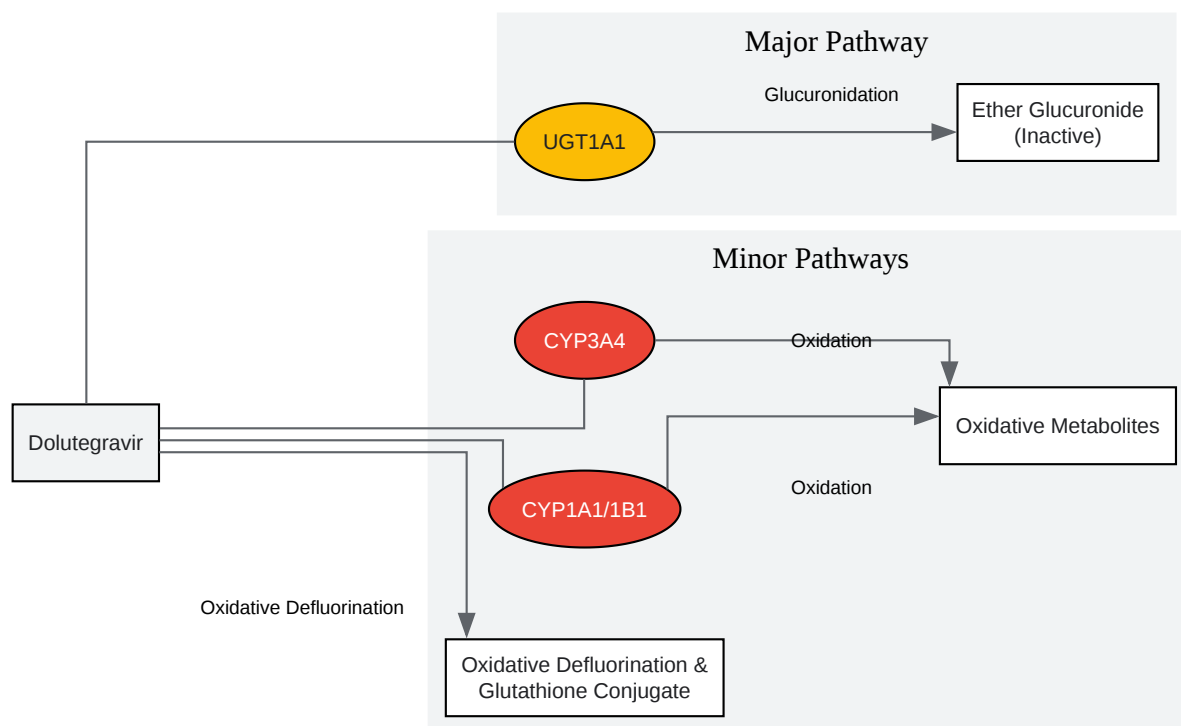 Major Pathway
Glucuronidation
UGT1A1
Ether Glucuronide
(Inactive)
Minor Pathways
CYP3A4
Oxidation
Dolutegravir
Oxidative Metabolites
CYP1A1/1B1
Oxidation
Oxidative Defluorination
Oxidative Defluorination &
Glutathione Conjugate